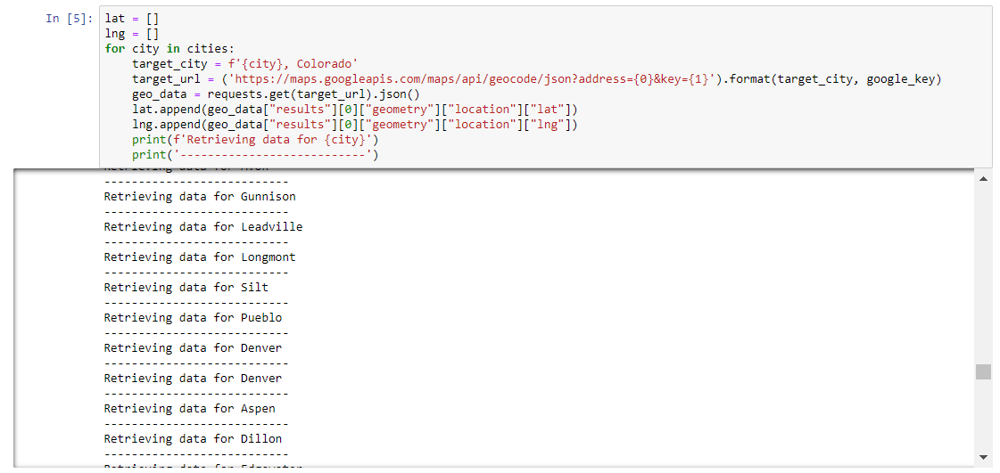 In [5]: lat = []
lng = []
for city in cities:
    target_city = f'{city}, Colorado'
    target_url = ('https://maps.googleapis.com/maps/api/geocode/json?address={0}&key={1}').format(target_city, google_key)
    geo_data = requests.get(target_url).json()
    lat.append(geo_data["results"][0]["geometry"]["location"]["lat"])
    lng.append(geo_data["results"][0]["geometry"]["location"]["lng"])
    print(f'Retrieving data for {city}')
    print('---------------------------')
---------------------------
Retrieving data for Gunnison
---------------------------
Retrieving data for Leadville
---------------------------
Retrieving data for Longmont
---------------------------
Retrieving data for Silt
---------------------------
Retrieving data for Pueblo
---------------------------
Retrieving data for Denver
---------------------------
Retrieving data for Denver
---------------------------
Retrieving data for Aspen
---------------------------
Retrieving data for Dillon
---------------------------